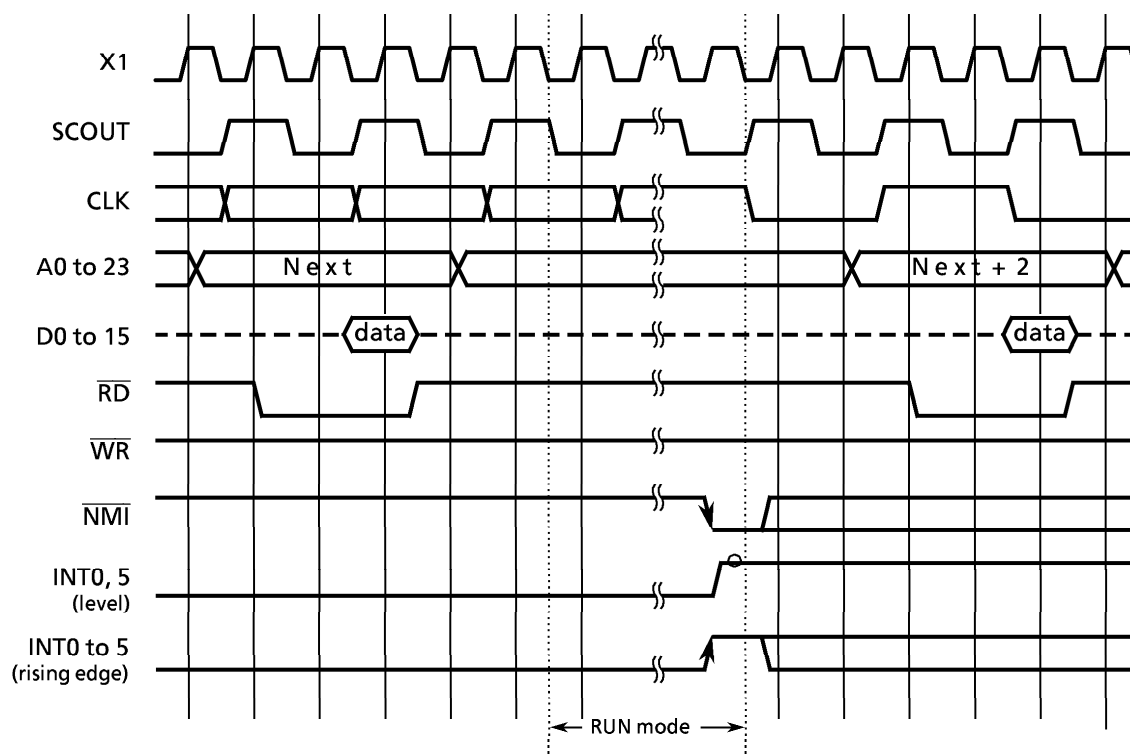 X1
SCOUT
CLK
A0 to 23
Next
Next + 2
D0 to 15
data
data
RD
WR
NMI
INT0, 5
(level)
INT0 to 5
(rising edge)
RUN mode